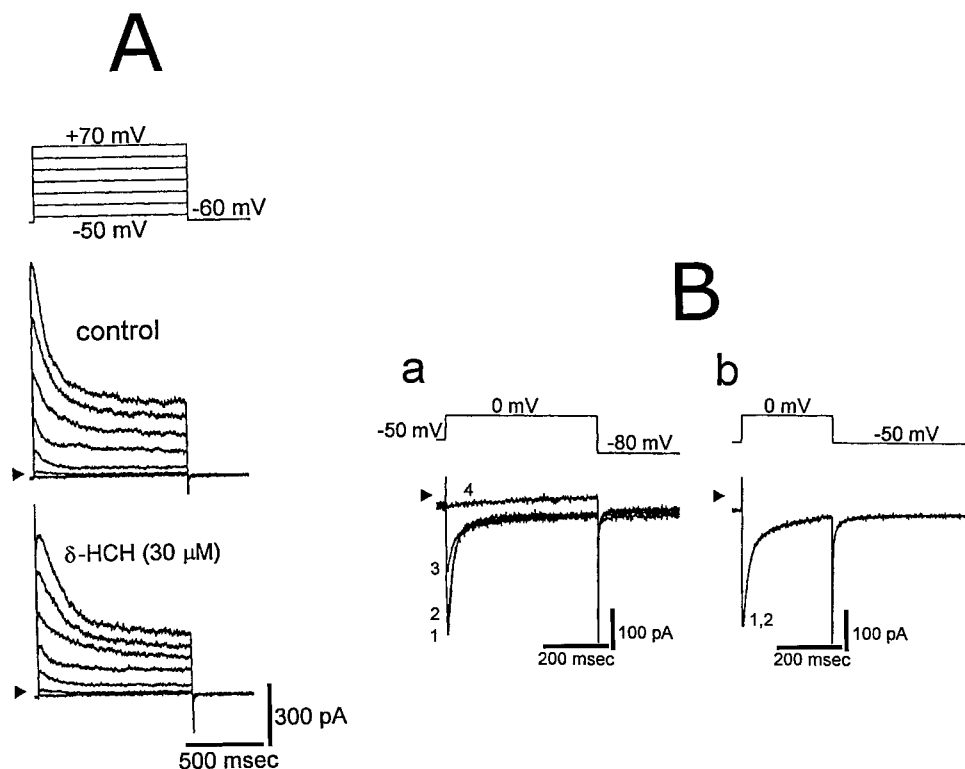 A
+70 mV
-60 mV
-50 mV
control
δ-HCH (30 µM)
300 pA
500 msec
B
a
0 mV
-50 mV
-80 mV
4
3
2
1
100 pA
200 msec
b
0 mV
-50 mV
1,2
100 pA
200 msec